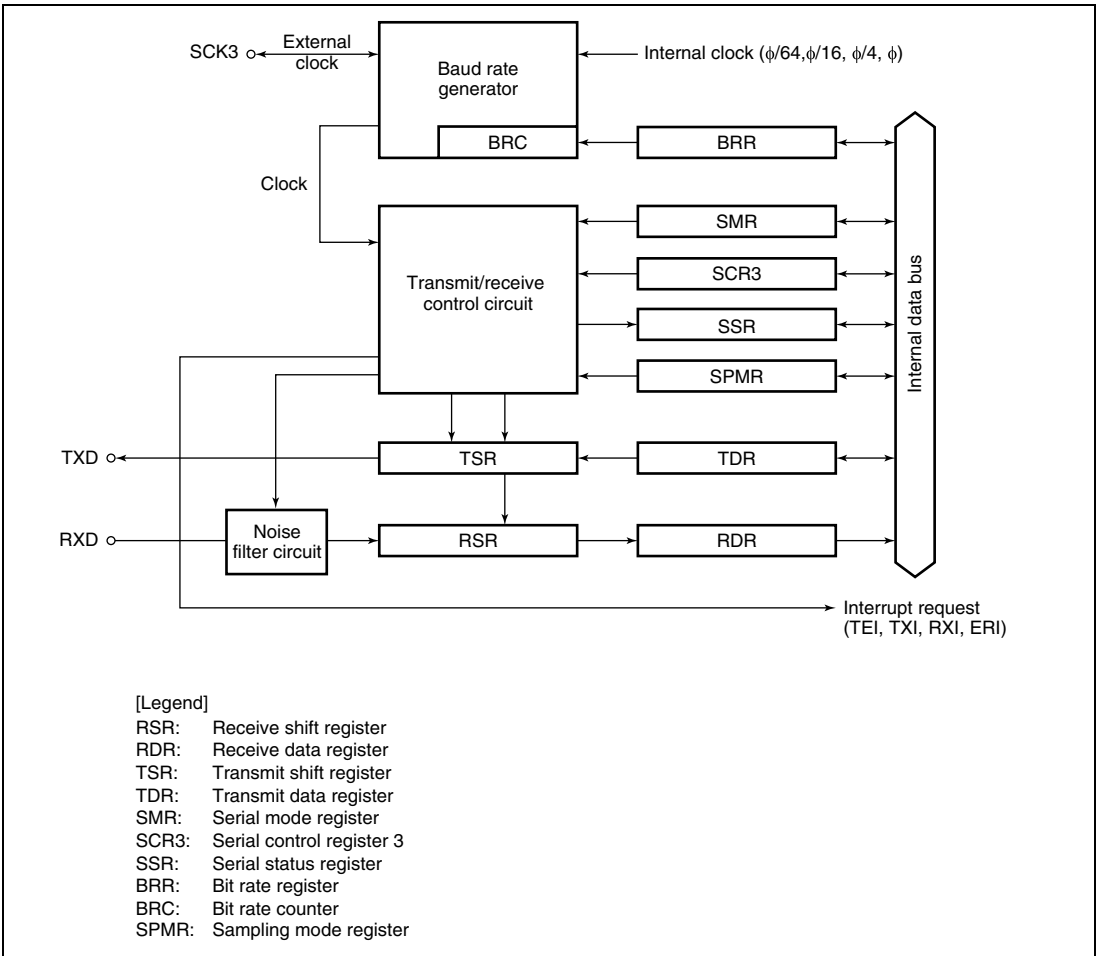 SCK3
External
clock
Baud rate
generator
Internal clock (ϕ/64,ϕ/16, ϕ/4, ϕ)
BRC
BRR
Clock
SMR
Transmit/receive
control circuit
SCR3
SSR
SPMR
Internal data bus
TXD
TSR
TDR
RXD
Noise
filter circuit
RSR
RDR
Interrupt request
(TEI, TXI, RXI, ERI)
[Legend]
RSR: Receive shift register
RDR: Receive data register
TSR: Transmit shift register
TDR: Transmit data register
SMR: Serial mode register
SCR3: Serial control register 3
SSR: Serial status register
BRR: Bit rate register
BRC: Bit rate counter
SPMR: Sampling mode register